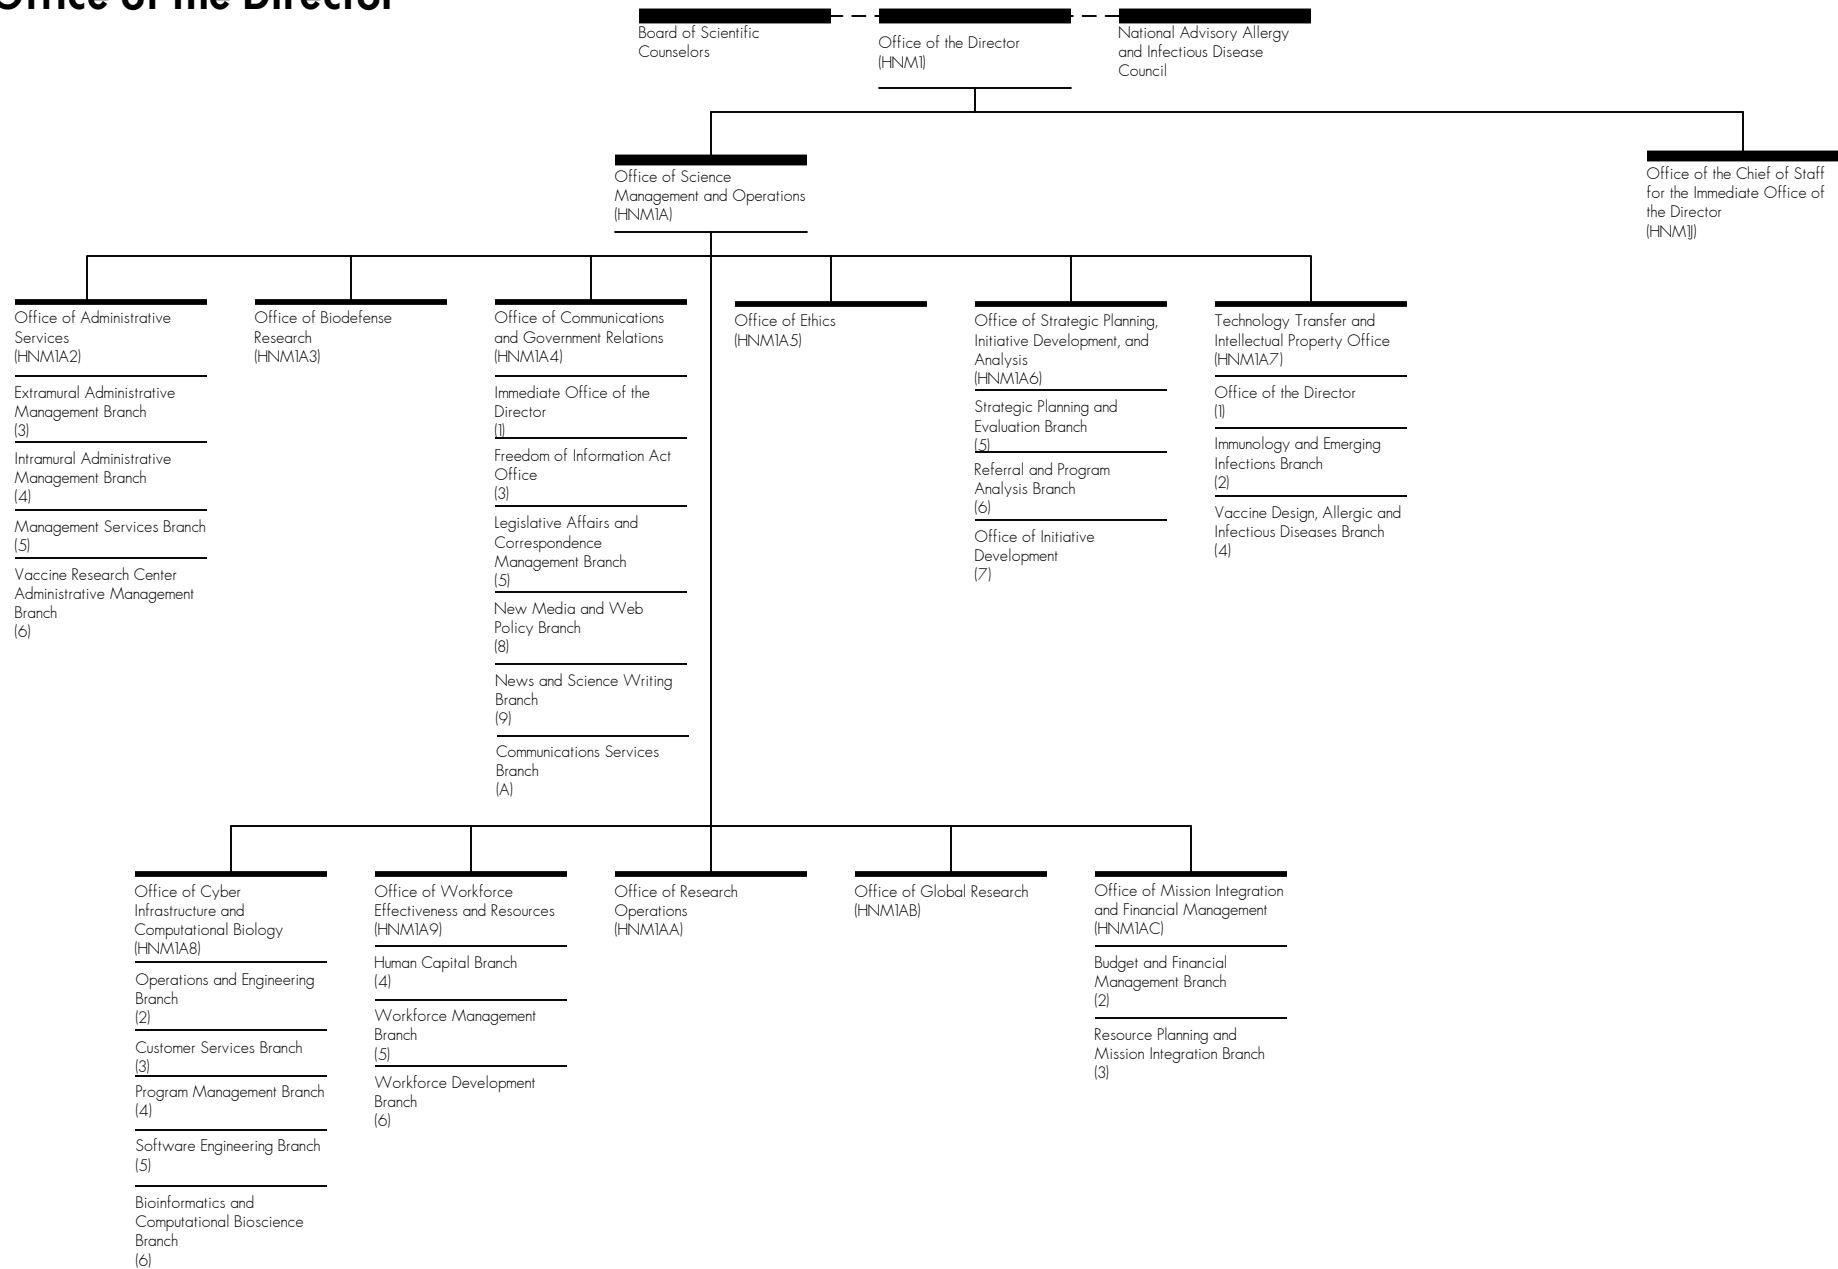 Office of the Director
Board of Scientific
Counselors
Office of the Director
(HNM1)
National Advisory Allergy
and Infectious Disease
Council
Office of Science
Management and Operations
(HNM1A)
Office of the Chief of Staff
for the Immediate Office of
the Director
(HNM1J)
Office of Administrative
Services
(HNM1A2)
Extramural Administrative
Management Branch
(3)
Intramural Administrative
Management Branch
(4)
Management Services Branch
(5)
Vaccine Research Center
Administrative Management
Branch
(6)
Office of Biodefense
Research
(HNM1A3)
Office of Communications
and Government Relations
(HNM1A4)
Immediate Office of the
Director
(1)
Freedom of Information Act
Office
(3)
Legislative Affairs and
Correspondence
Management Branch
(5)
New Media and Web
Policy Branch
(8)
News and Science Writing
Branch
(9)
Communications Services
Branch
(A)
Office of Ethics
(HNM1A5)
Office of Strategic Planning,
Initiative Development, and
Analysis
(HNM1A6)
Strategic Planning and
Evaluation Branch
(5)
Referral and Program
Analysis Branch
(6)
Office of Initiative
Development
(7)
Technology Transfer and
Intellectual Property Office
(HNM1A7)
Office of the Director
(1)
Immunology and Emerging
Infections Branch
(2)
Vaccine Design, Allergic and
Infectious Diseases Branch
(4)
Office of Cyber
Infrastructure and
Computational Biology
(HNM1A8)
Operations and Engineering
Branch
(2)
Customer Services Branch
(3)
Program Management Branch
(4)
Software Engineering Branch
(5)
Bioinformatics and
Computational Bioscience
Branch
(6)
Office of Workforce
Effectiveness and Resources
(HNM1A9)
Human Capital Branch
(4)
Workforce Management
Branch
(5)
Workforce Development
Branch
(6)
Office of Research
Operations
(HNM1AA)
Office of Global Research
(HNM1AB)
Office of Mission Integration
and Financial Management
(HNM1AC)
Budget and Financial
Management Branch
(2)
Resource Planning and
Mission Integration Branch
(3)